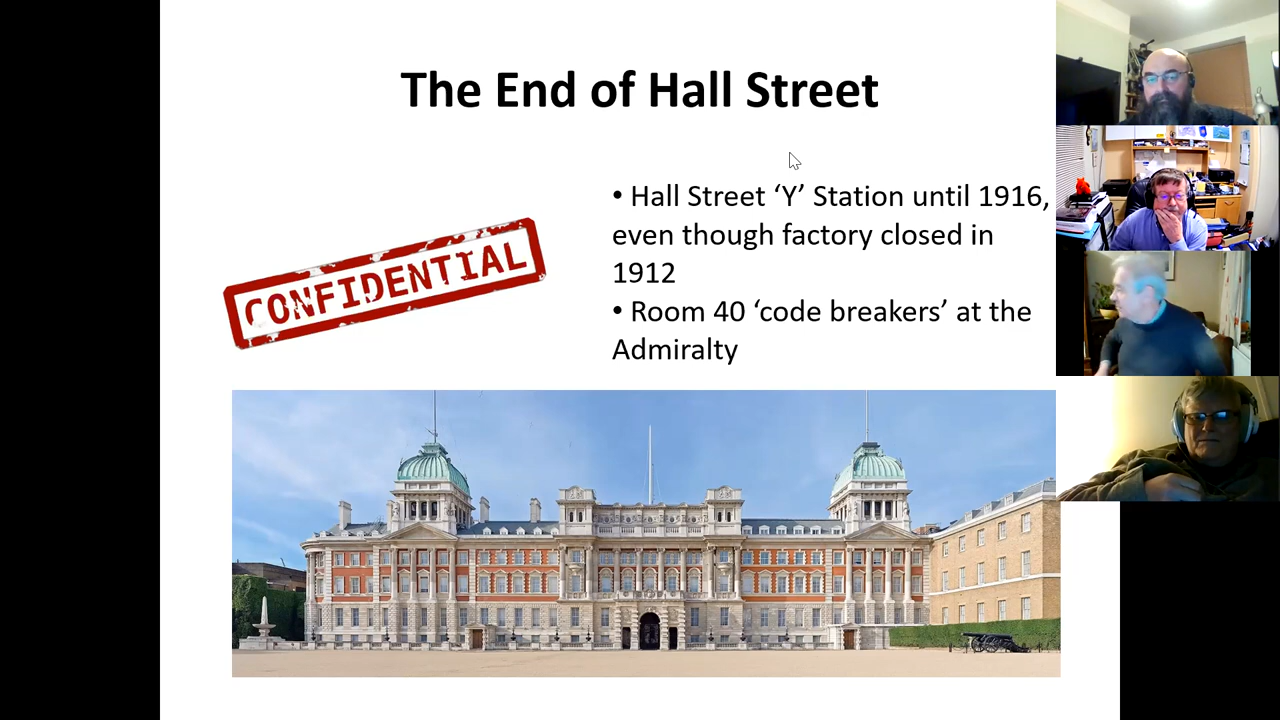 The End of Hall Street
CONFIDENTIAL
• Hall Street ‘Y’ Station until 1916,
even though factory closed in
1912
• Room 40 ‘code breakers’ at the
Admiralty